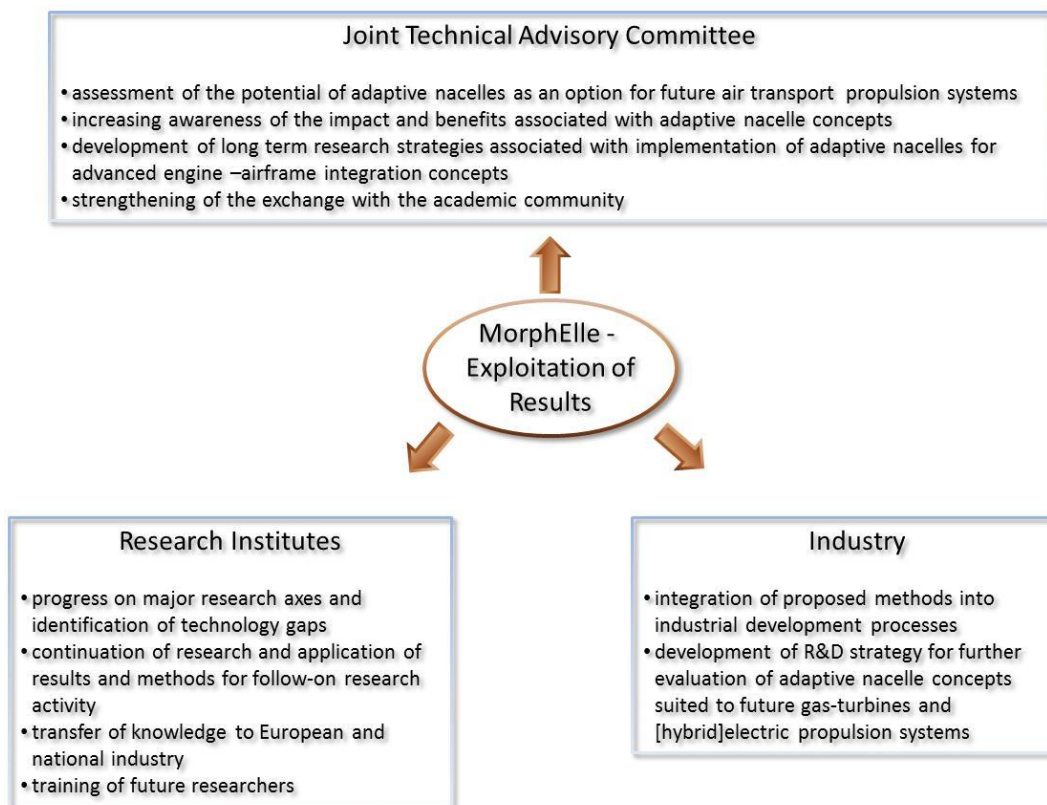 Joint Technical Advisory Committee
• assessment of the potential of adaptive nacelles as an option for future air transport propulsion systems
• increasing awareness of the impact and benefits associated with adaptive nacelle concepts
• development of long term research strategies associated with implementation of adaptive nacelles for
advanced engine –airframe integration concepts
• strengthening of the exchange with the academic community
MorphElle -
Exploitation of
Results
Research Institutes
• progress on major research axes and
identification of technology gaps
• continuation of research and application of
results and methods for follow-on research
activity
• transfer of knowledge to European and
national industry
• training of future researchers
Industry
• integration of proposed methods into
industrial development processes
• development of R&D strategy for further
evaluation of adaptive nacelle concepts
suited to future gas-turbines and
[hybrid]electric propulsion systems